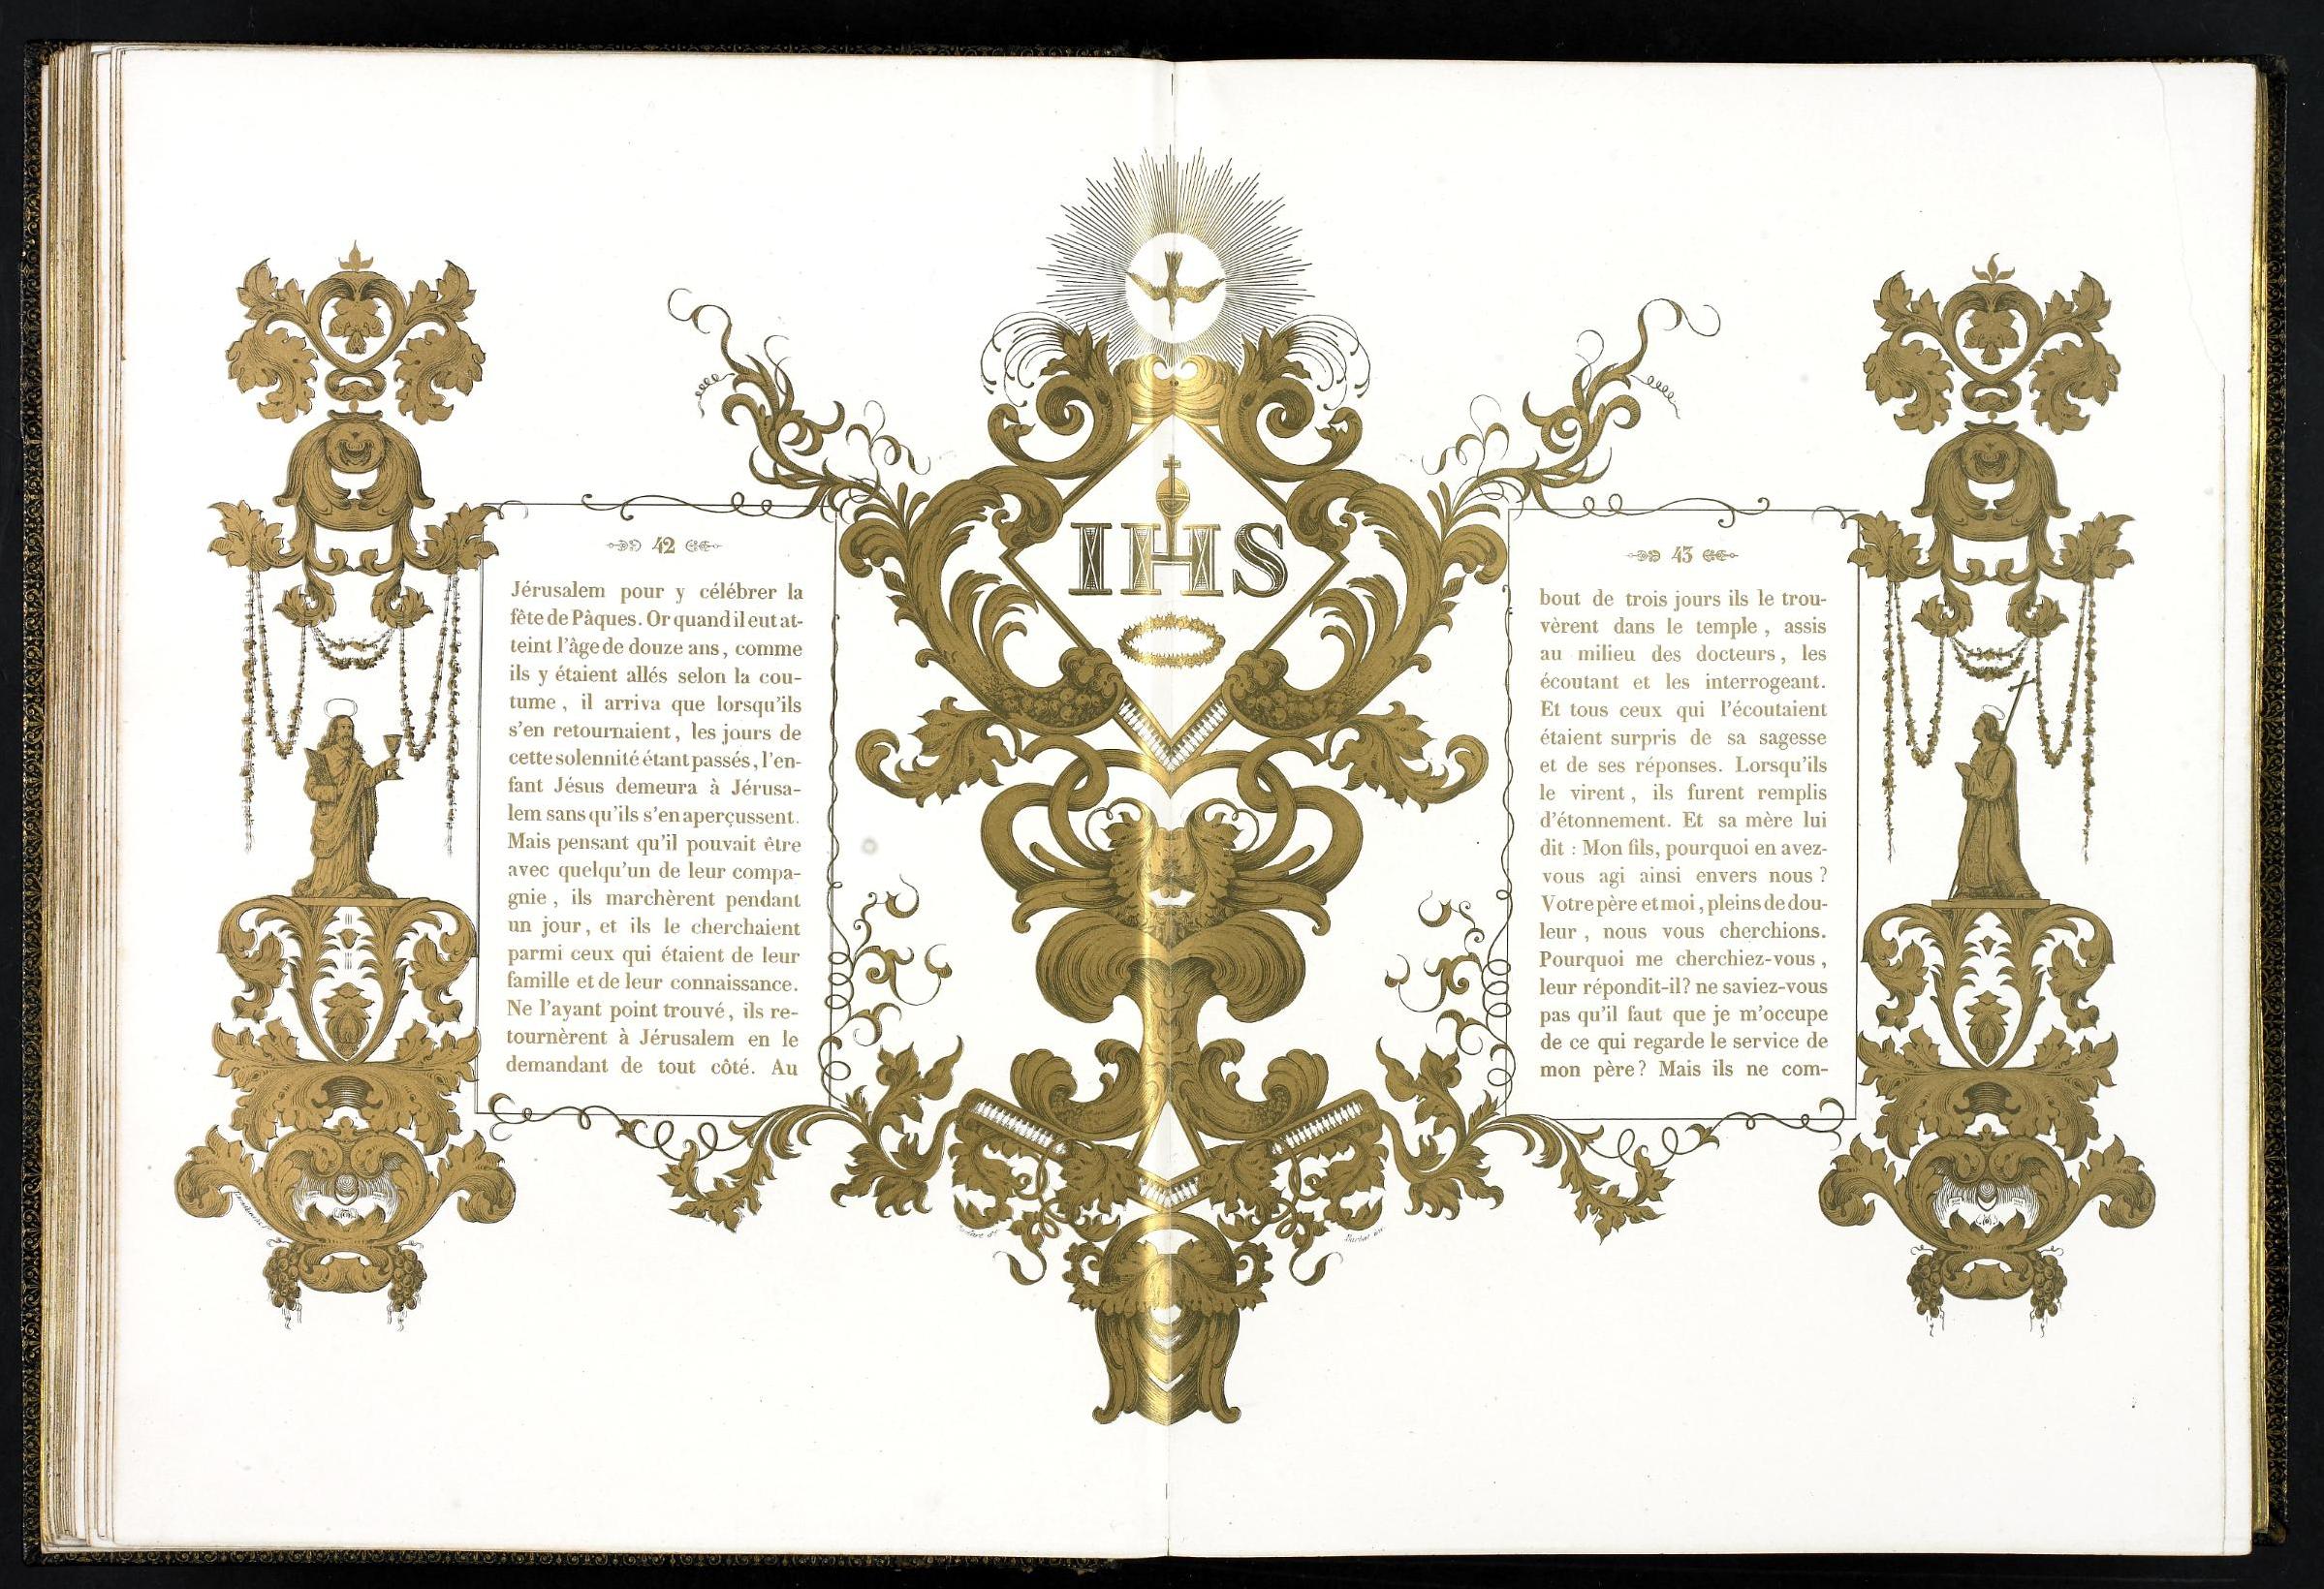 IHS
42
Jérusalem pour y célébrer la
fête de Pâques. Or quand il eut at-
teint l'âge de douze ans, comme
ils y étaient allés selon la cou-
tume, il arriva que lorsqu'ils
s'en retournaient, les jours de
cette solennité étant passés, l'en-
fant Jésus demeura à Jérusa-
lem sans qu'ils s'en aperçussent.
Mais pensant qu'il pouvait être
avec quelqu'un de leur compa-
gnie, ils marchèrent pendant
un jour, et ils le cherchaient
parmi ceux qui étaient de leur
famille et de leur connaissance.
Ne l'ayant point trouvé, ils re-
tournèrent à Jérusalem en le
demandant de tout côté. Au
43
bout de trois jours ils le trou-
vèrent dans le temple, assis
au milieu des docteurs, les
écoutant et les interrogeant.
Et tous ceux qui l'écoutaient
étaient surpris de sa sagesse
et de ses réponses. Lorsqu'ils
le virent, ils furent remplis
d'étonnement. Et sa mère lui
dit : Mon fils, pourquoi en avez-
vous agi ainsi envers nous ?
Votre père et moi, pleins de dou-
leur, nous vous cherchions.
Pourquoi me cherchiez-vous,
leur répondit-il? ne saviez-vous
pas qu'il faut que je m'occupe
de ce qui regarde le service de
mon père? Mais ils ne com-